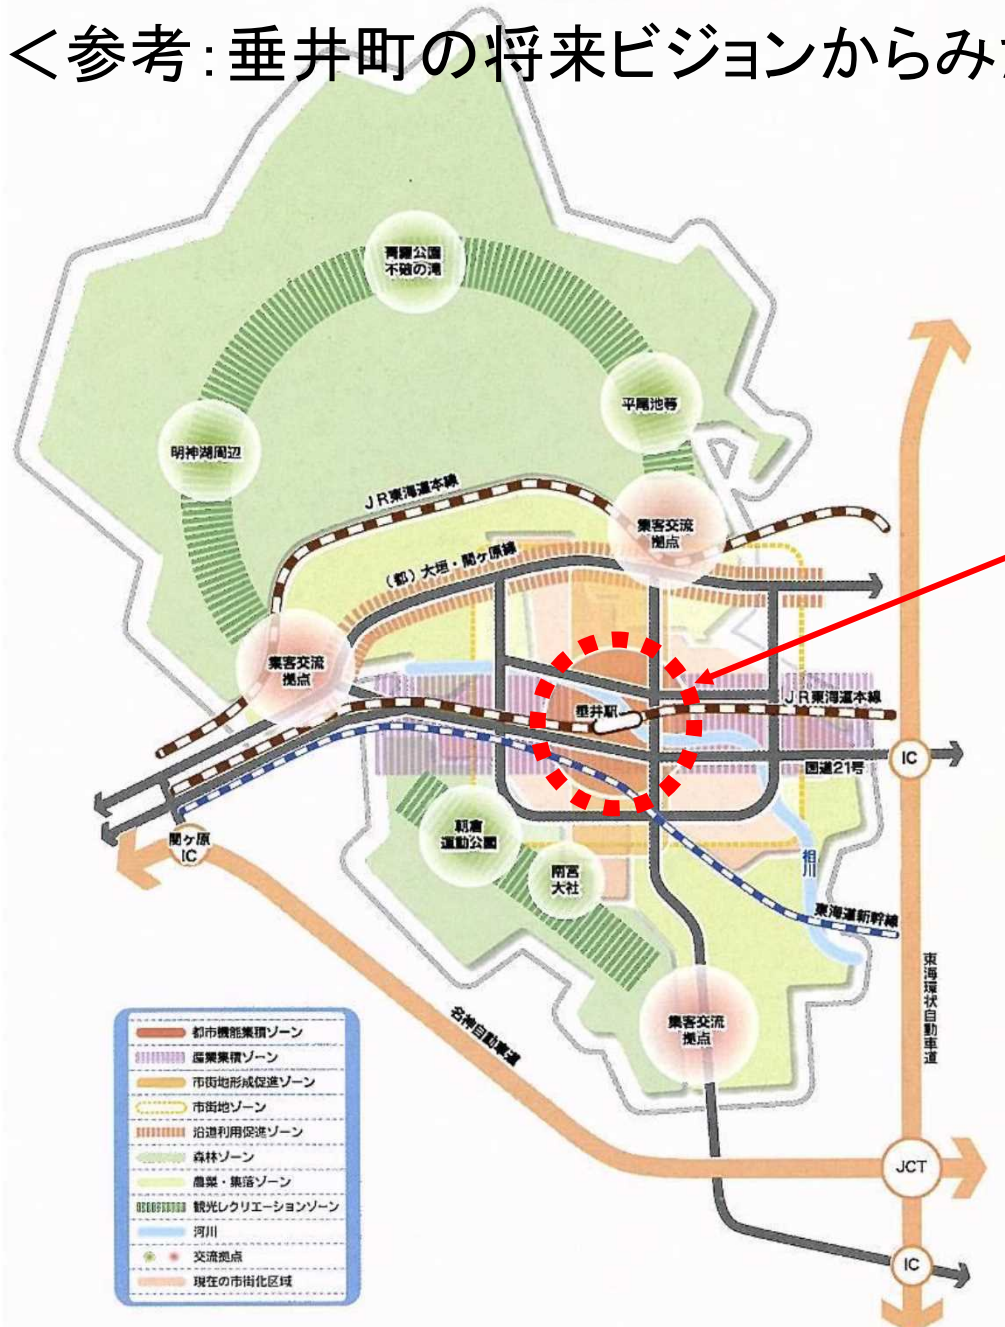 ＜参考：垂井町の将来ビジョンからみ
青墓公園
不破の滝
平尾池等
明神湖周辺
ＪＲ東海道本線
集客交流
拠点
（都）大垣・関ヶ原線
集客交流
拠点
垂井駅
ＪＲ東海道本線
IC
国道21号
関ヶ原
IC
朝倉
運動公園
南宮
大社
相川
東海道新幹線
東海環状自動車道
集客交流
拠点
名神自動車道
都市機能集積ゾーン
産業集積ゾーン
市街地形成促進ゾーン
市街地ゾーン
沿道利用促進ゾーン
森林ゾーン
農業・集落ゾーン
観光レクリエーションゾーン
河川
交流拠点
現在の市街化区域
JCT
IC